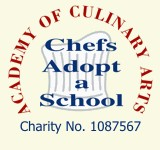 ACADEMY OF CULINARY ARTS
Chefs
Adopt
a
School
Charity No. 1087567